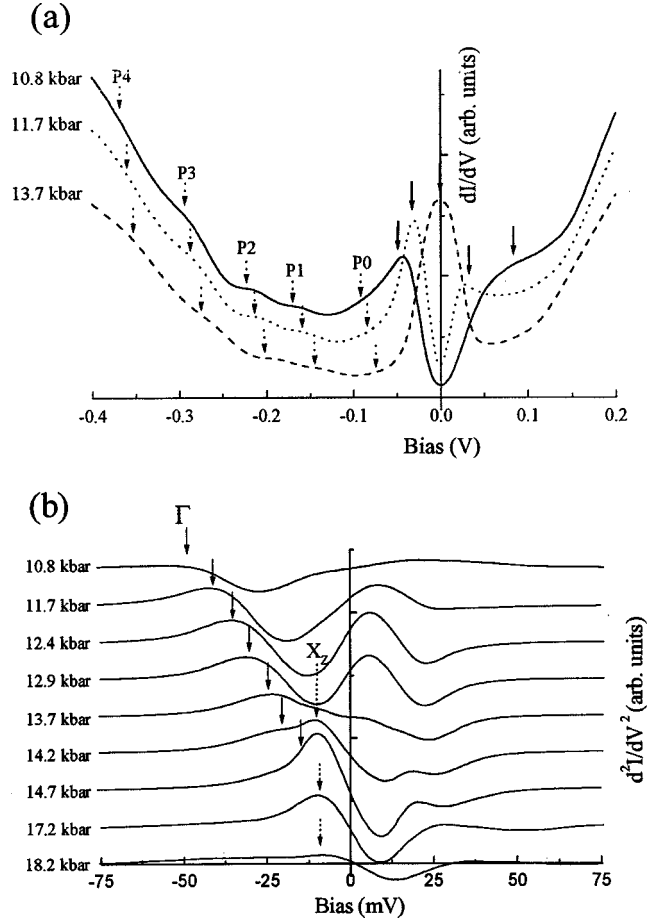 (a)
10.8 kbar
P4
11.7 kbar
13.7 kbar
P3
P2
P1
P0
dI/dV (arb. units)
-0.4 -0.3 -0.2 -0.1 0.0 0.1 0.2
Bias (V)
(b)
Γ
10.8 kbar
11.7 kbar
12.4 kbar
12.9 kbar
Xz
13.7 kbar
14.2 kbar
14.7 kbar
17.2 kbar
18.2 kbar
d²I/dV² (arb. units)
-75 -50 -25 0 25 50 75
Bias (mV)